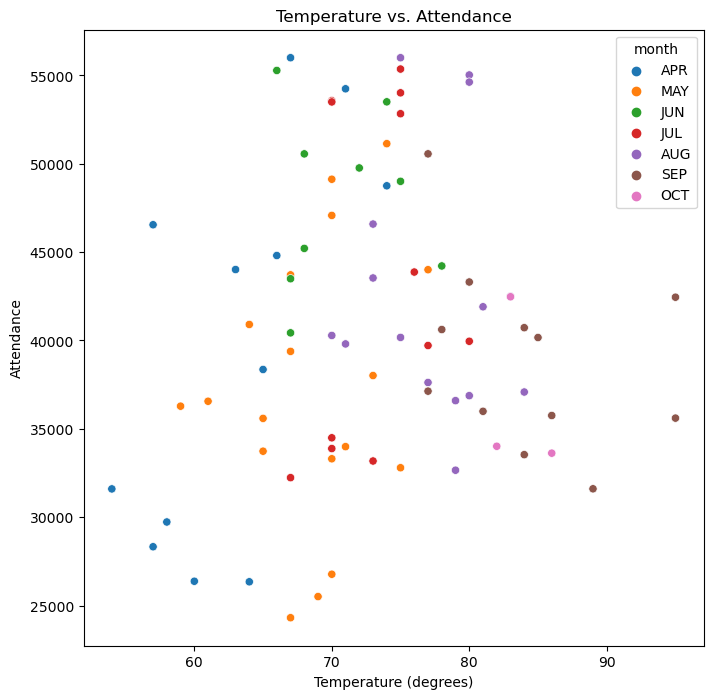 Temperature vs. Attendance
month
APR
MAY
JUN
JUL
AUG
SEP
OCT
Attendance
55000
50000
45000
40000
35000
30000
25000
60 70 80 90
Temperature (degrees)